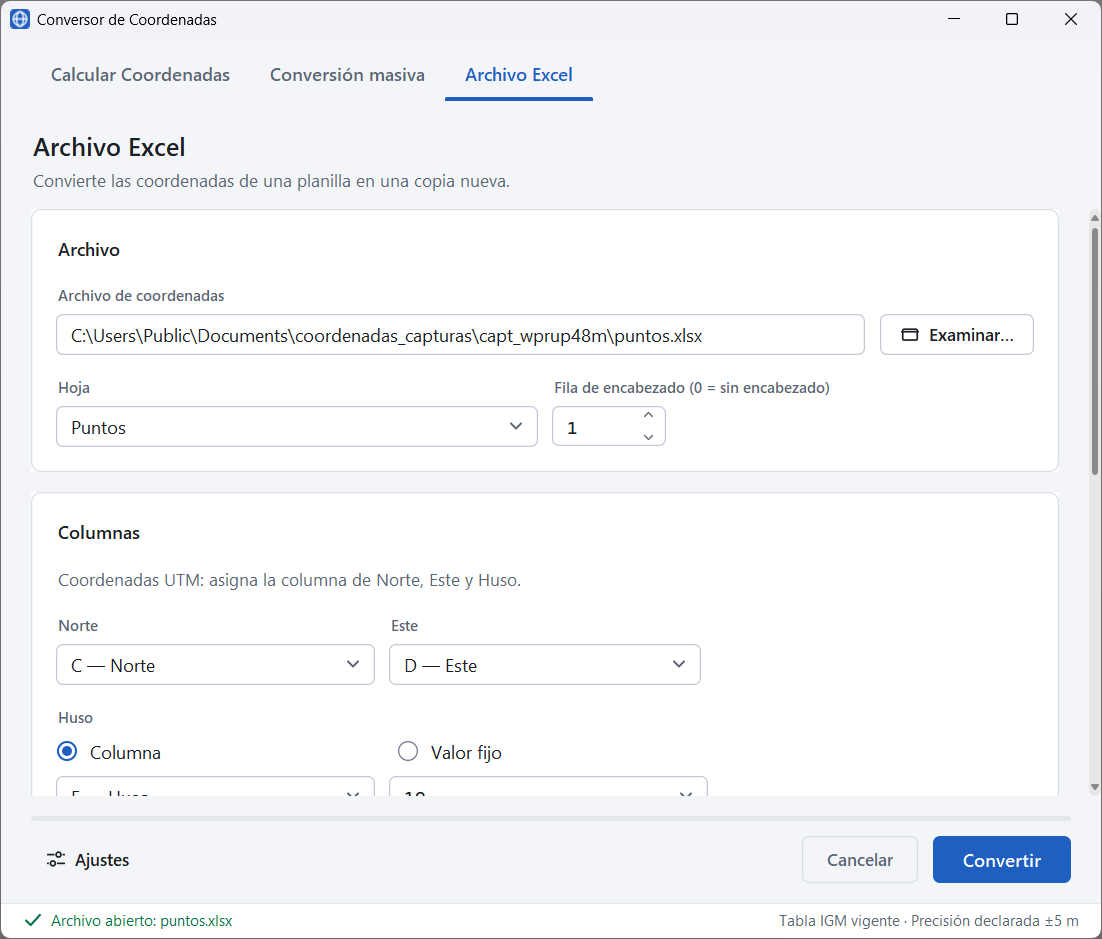 Conversor de Coordenadas
Calcular Coordenadas Conversión masiva Archivo Excel
Archivo Excel
Convierte las coordenadas de una planilla en una copia nueva.
Archivo
Archivo de coordenadas
C:\Users\Public\Documents\coordenadas_capturas\capt_wprup48m\puntos.xlsx Examinar...
Hoja Fila de encabezado (0 = sin encabezado)
Puntos 1
Columnas
Coordenadas UTM: asigna la columna de Norte, Este y Huso.
Norte Este
C — Norte D — Este
Huso
Columna Valor fijo
Ajustes Cancelar Convertir
Archivo abierto: puntos.xlsx Tabla IGM vigente · Precisión declarada ±5 m